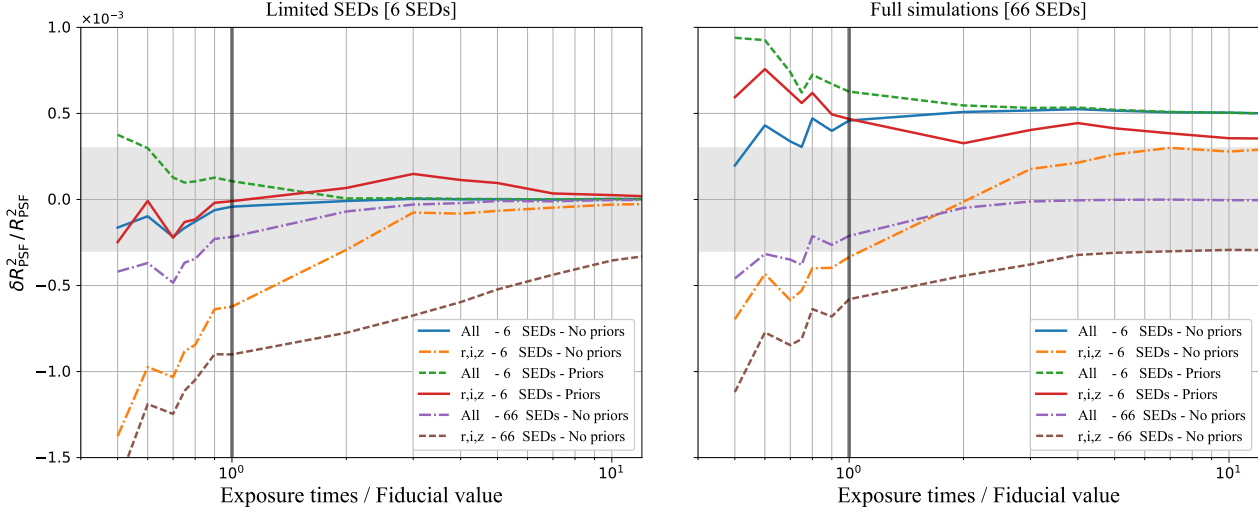 Limited SEDs [6 SEDs]
×10⁻³
1.0
0.5
0.0
−0.5
−1.0
−1.5
δR²PSF / R²PSF
10⁰
10¹
Exposure times / Fiducial value
All - 6 SEDs - No priors
r,i,z - 6 SEDs - No priors
All - 6 SEDs - Priors
r,i,z - 6 SEDs - Priors
All - 66 SEDs - No priors
r,i,z - 66 SEDs - No priors
Full simulations [66 SEDs]
10⁰
10¹
Exposure times / Fiducial value
All - 6 SEDs - No priors
r,i,z - 6 SEDs - No priors
All - 6 SEDs - Priors
r,i,z - 6 SEDs - Priors
All - 66 SEDs - No priors
r,i,z - 66 SEDs - No priors